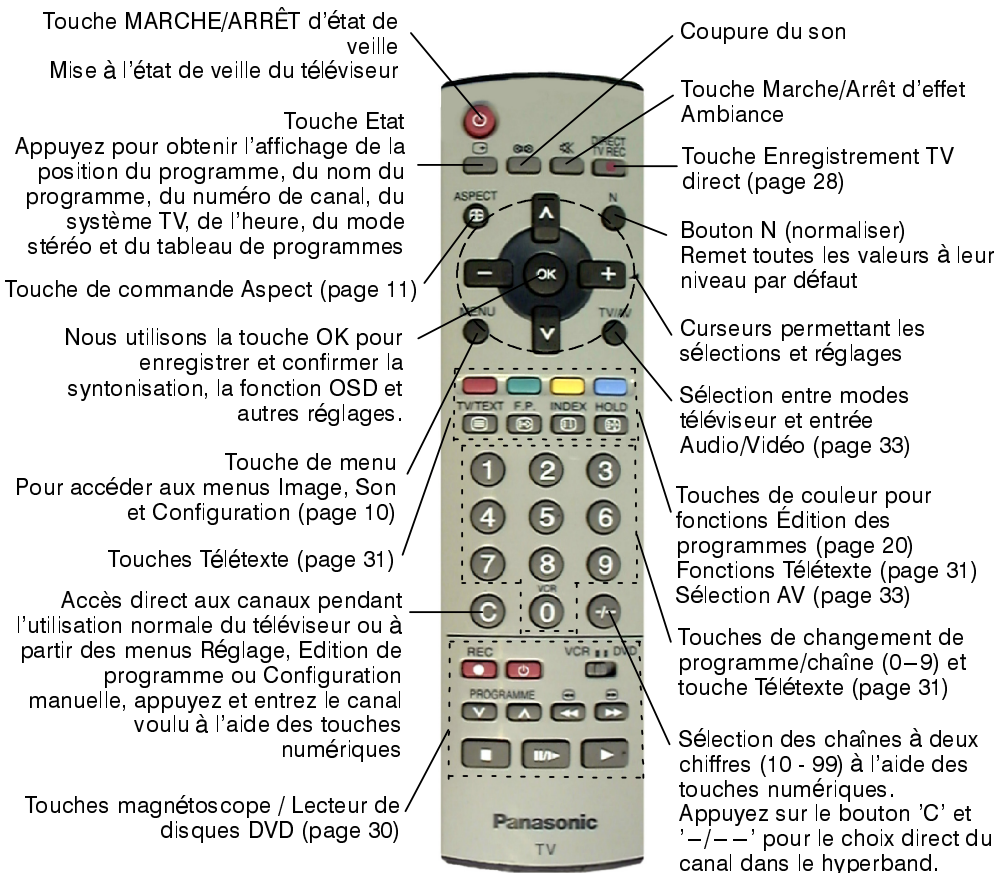 Touche MARCHE/ARRÊT d'état de
veille
Mise à l'état de veille du téléviseur
Touche Etat
Appuyez pour obtenir l'affichage de la
position du programme, du nom du
programme, du numéro de canal, du
système TV, de l'heure, du mode
stéréo et du tableau de programmes
Touche de commande Aspect (page 11)
Nous utilisons la touche OK pour
enregistrer et confirmer la
syntonisation, la fonction OSD et
autres réglages.
Touche de menu
Pour accéder aux menus Image, Son
et Configuration (page 10)
Touches Télétexte (page 31)
Accès direct aux canaux pendant
l'utilisation normale du téléviseur ou à
partir des menus Réglage, Edition de
programme ou Configuration
manuelle, appuyez et entrez le canal
voulu à l'aide des touches
numériques
Touches magnétoscope / Lecteur de
disques DVD (page 30)
DIRECT
TV REC
ASPECT
N
OK
MENU
TV/AV
TV/TEXT F.P. INDEX HOLD
1 2 3
4 5 6
7 8 9
VCR
C 0 -/--
REC
VCR DVD
PROGRAMME
Panasonic
TV
Coupure du son
Touche Marche/Arrêt d'effet
Ambiance
Touche Enregistrement TV
direct (page 28)
Bouton N (normaliser)
Remet toutes les valeurs à leur
niveau par défaut
Curseurs permettant les
sélections et réglages
Sélection entre modes
téléviseur et entrée
Audio/Vidéo (page 33)
Touches de couleur pour
fonctions Édition des
programmes (page 20)
Fonctions Télétexte (page 31)
Sélection AV (page 33)
Touches de changement de
programme/chaîne (0–9) et
touche Télétexte (page 31)
Sélection des chaînes à deux
chiffres (10 - 99) à l'aide des
touches numériques.
Appuyez sur le bouton 'C' et
'–/––' pour le choix direct du
canal dans le hyperband.